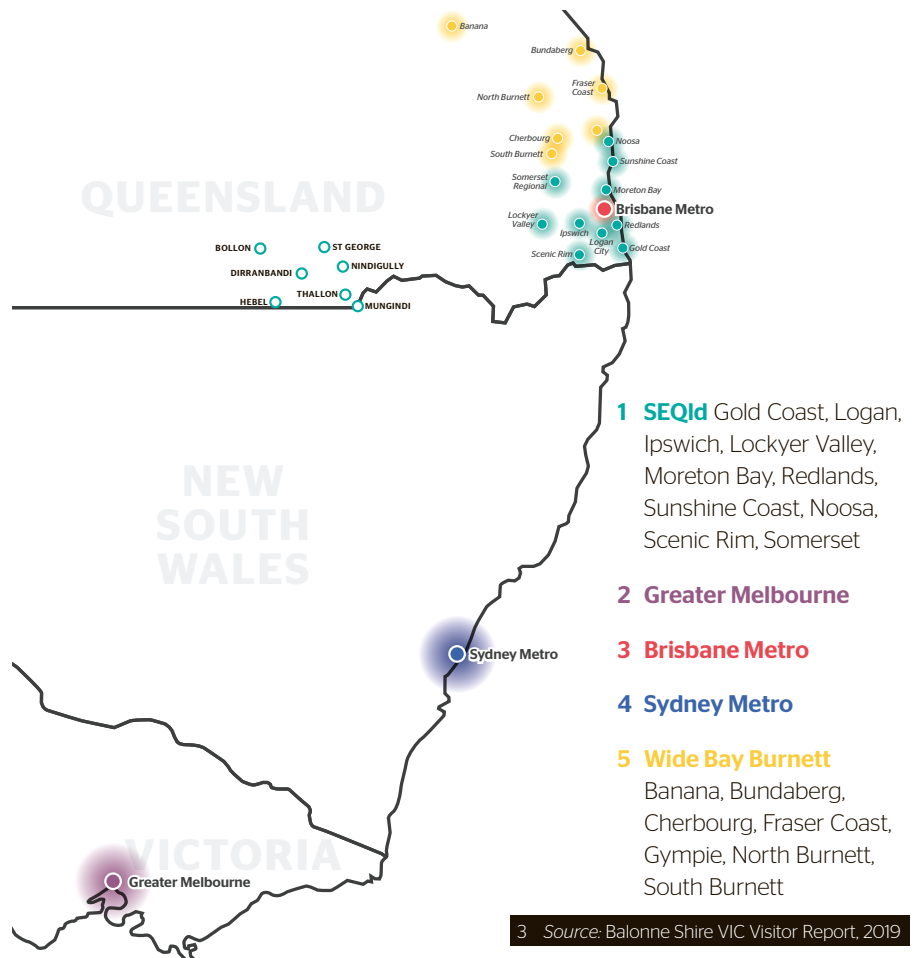 Banana
Bundaberg
Fraser
Coast
North Burnett
Cherbourg
Noosa
South Burnett
Sunshine Coast
Somerset
Regional
Moreton Bay
QUEENSLAND
Brisbane Metro
Lockyer
Valley
Redlands
Ipswich
Logan
City
Gold Coast
Scenic Rim
BOLLON
ST GEORGE
NINDIGULLY
DIRRANBANDI
THALLON
HEBEL
MUNGINDI
NEW
SOUTH
WALES
Sydney Metro
VICTORIA
Greater Melbourne
1 SEQld Gold Coast, Logan,
Ipswich, Lockyer Valley,
Moreton Bay, Redlands,
Sunshine Coast, Noosa,
Scenic Rim, Somerset
2 Greater Melbourne
3 Brisbane Metro
4 Sydney Metro
5 Wide Bay Burnett
Banana, Bundaberg,
Cherbourg, Fraser Coast,
Gympie, North Burnett,
South Burnett
3 Source: Balonne Shire VIC Visitor Report, 2019